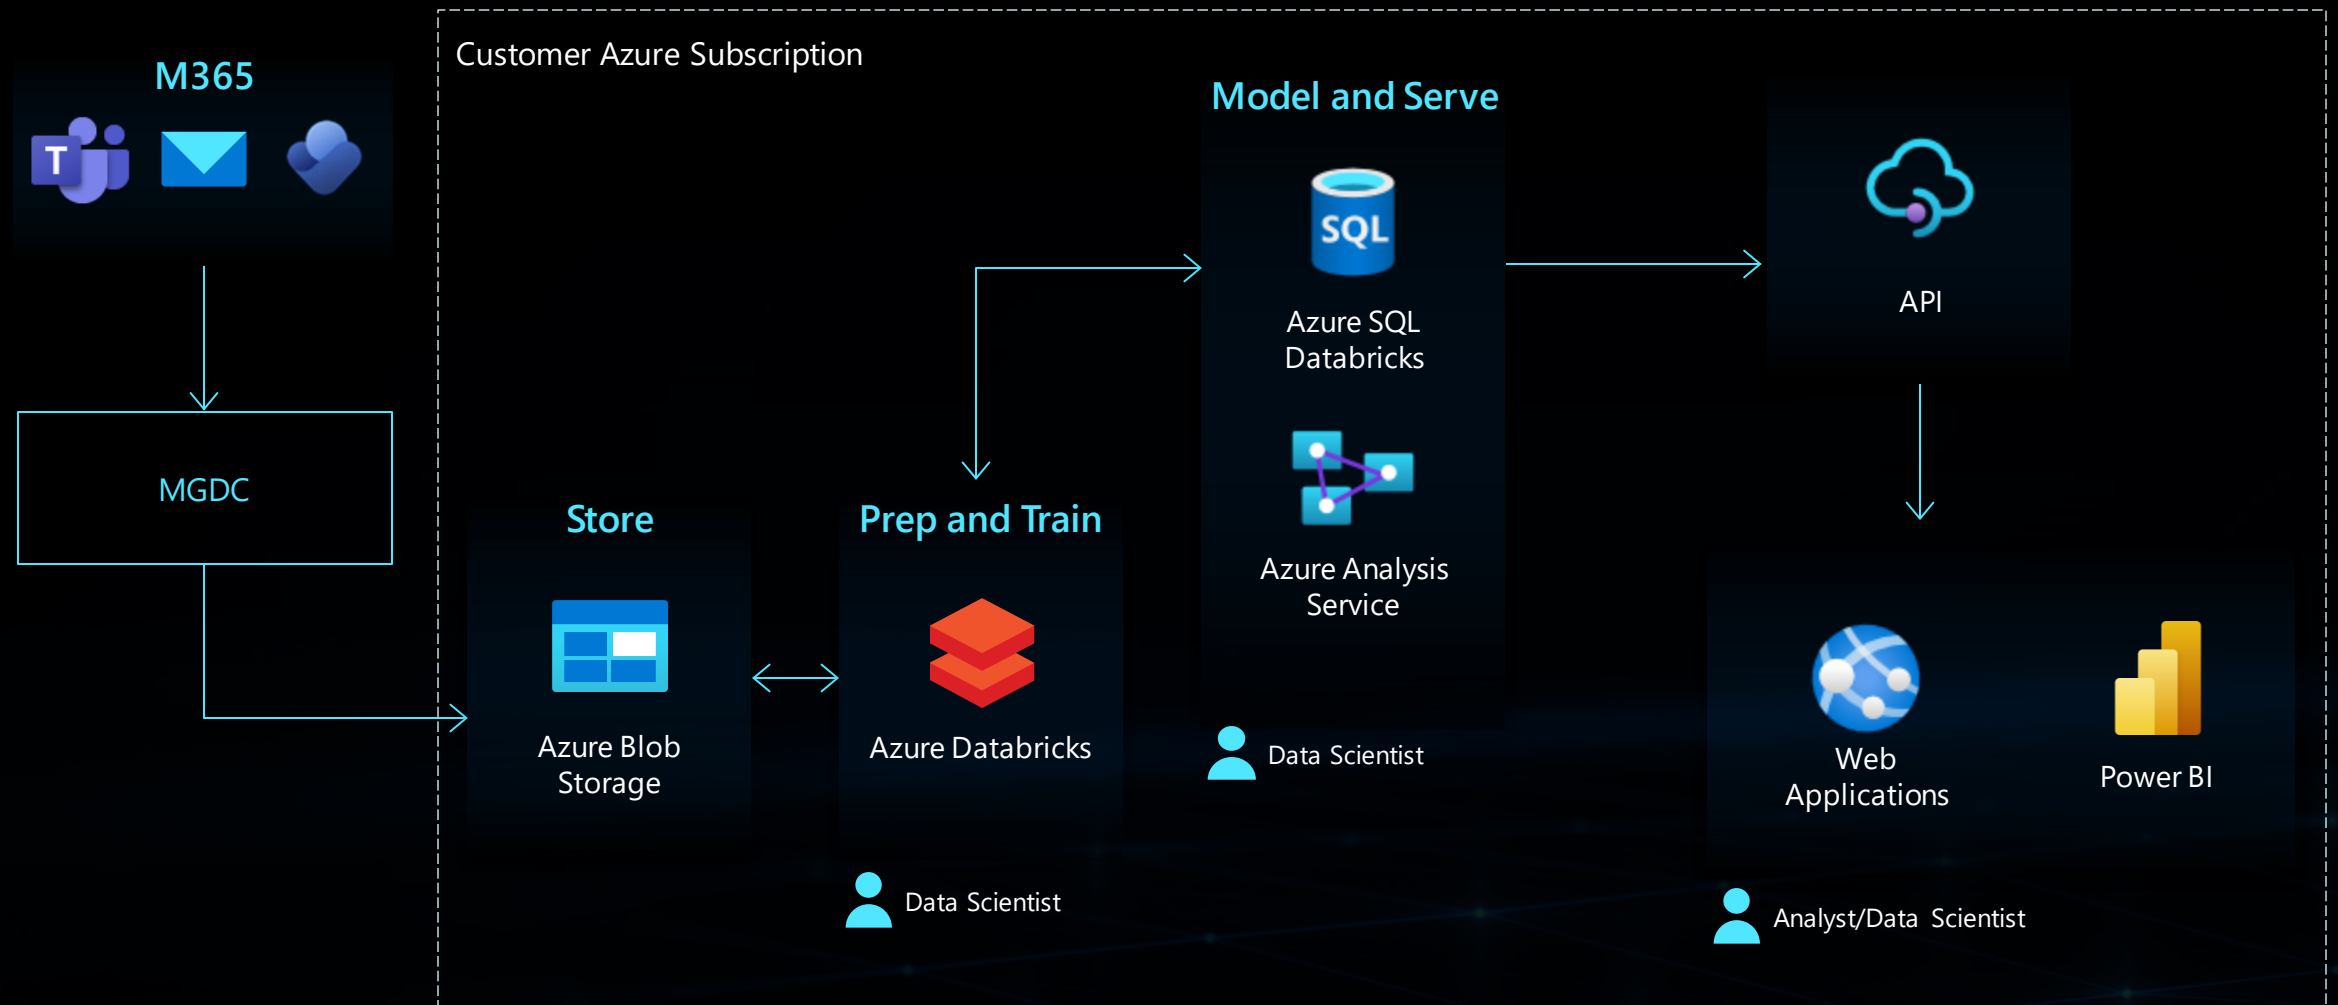 Customer Azure Subscription
M365
T
MGDC
Store
Azure Blob
Storage
Prep and Train
Azure Databricks
Data Scientist
Model and Serve
SQL
Azure SQL
Databricks
Azure Analysis
Service
Data Scientist
API
Web
Applications
Power BI
Analyst/Data Scientist